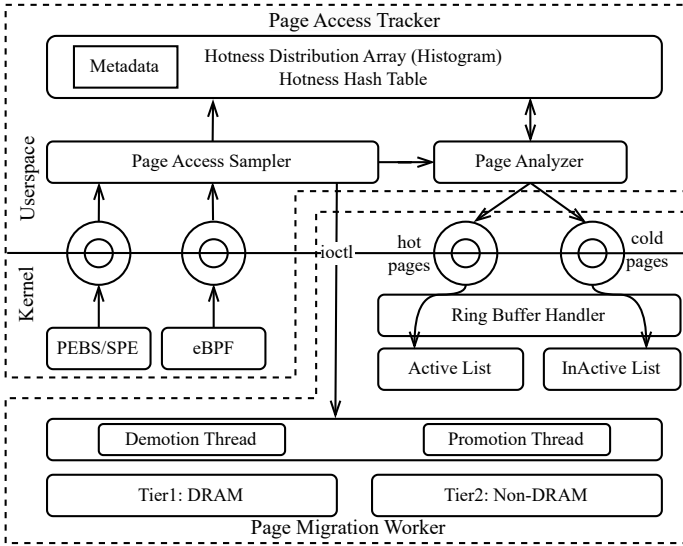 Page Access Tracker
Metadata
Hotness Distribution Array (Histogram)
Hotness Hash Table
Userspace
Page Access Sampler
Page Analyzer
Kernel
ioctl
hot
pages
cold
pages
Ring Buffer Handler
PEBS/SPE
eBPF
Active List
InActive List
Demotion Thread
Promotion Thread
Tier1: DRAM
Tier2: Non-DRAM
Page Migration Worker